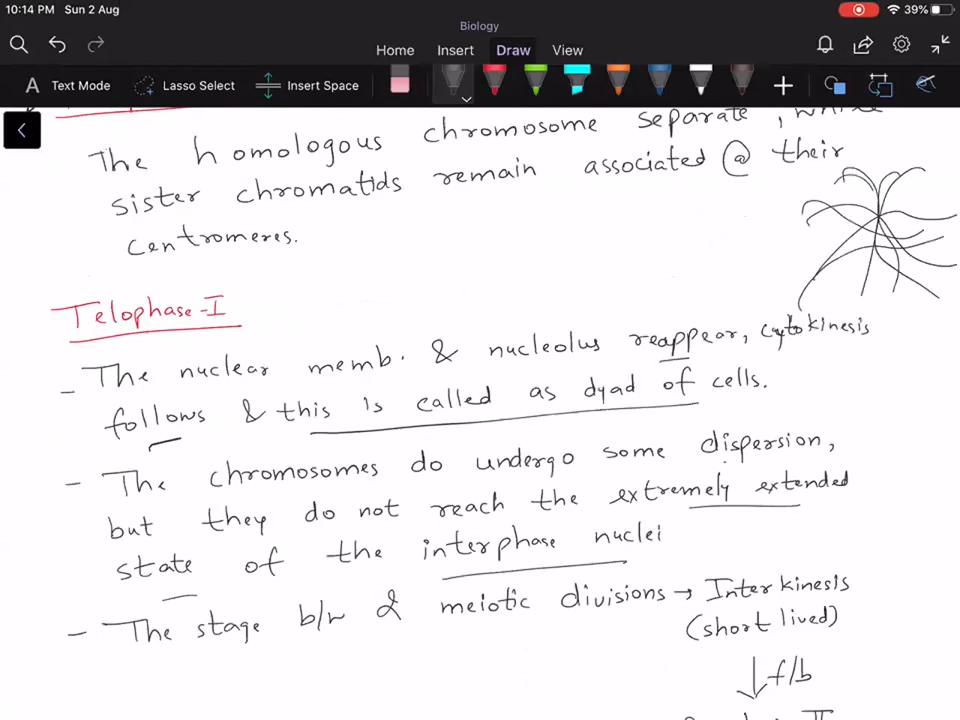 10:14 PM Sun 2 Aug
39%
Biology
Home Insert Draw View
Text Mode Lasso Select Insert Space
The homologous chromosome separate, while
sister chromatids remain associated @ their
centromeres.
Telophase-I
- The nuclear memb. & nucleolus reappear, cytokinesis
follows & this is called as dyad of cells.
- The chromosomes do undergo some dispersion,
but they do not reach the extremely extended
state of the interphase nuclei
- The stage b/w 2 meiotic divisions → Interkinesis
(short lived)
↓ f/b
II